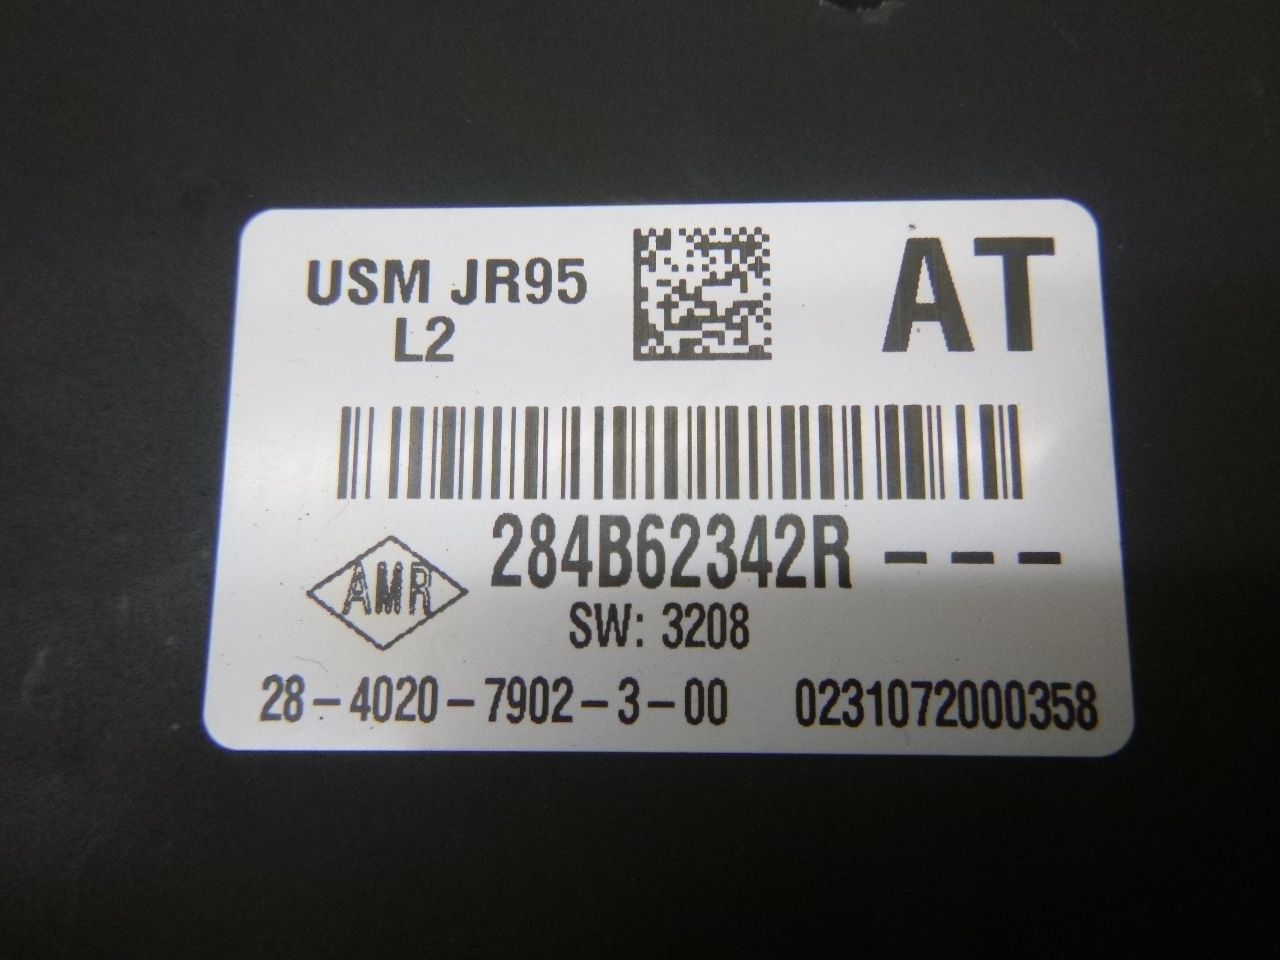 USM JR95
L2
AT
284B62342R – – –
AMR
SW: 3208
28-4020-7902-3-00 0231072000358